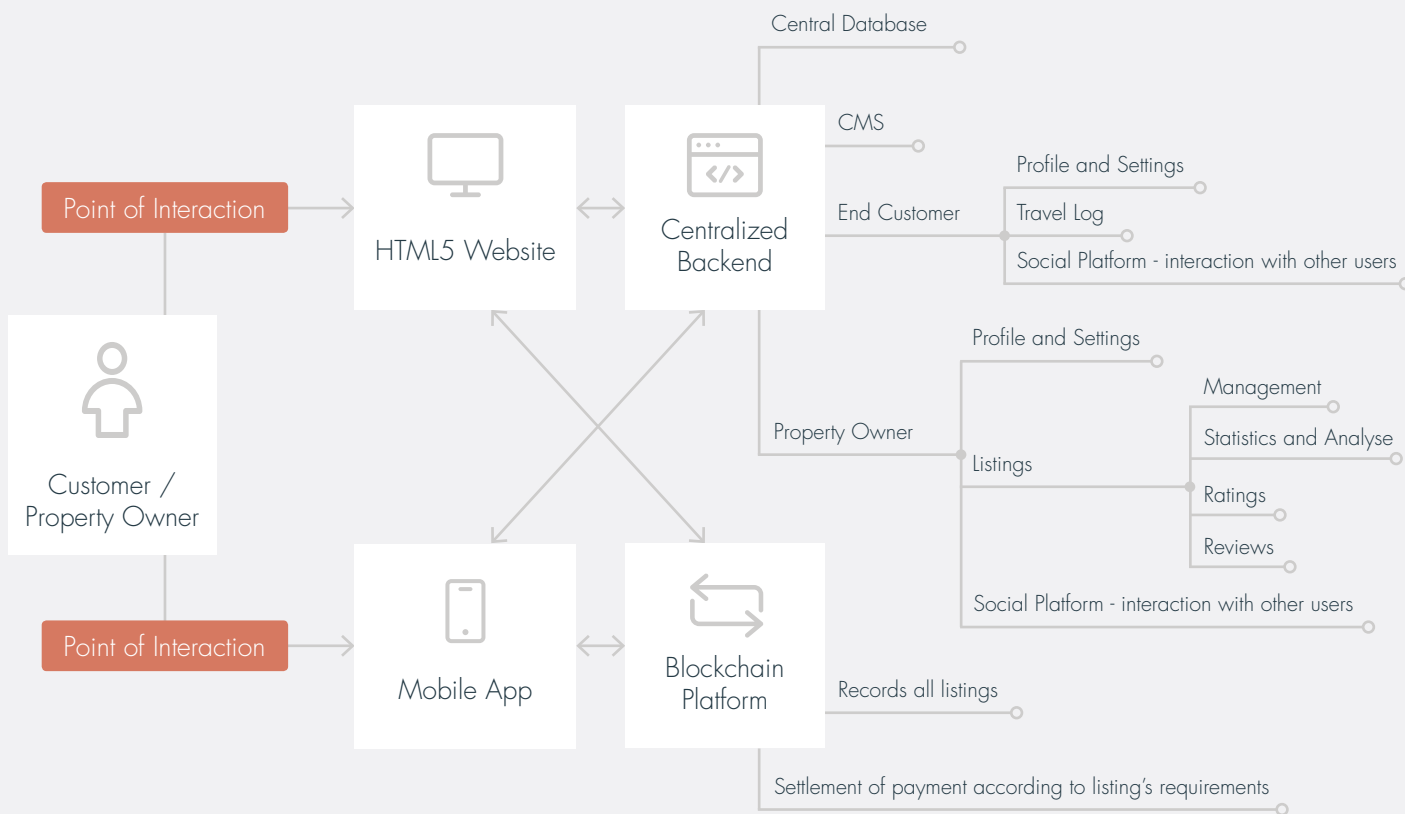 Central Database
CMS
Profile and Settings
Point of Interaction
End Customer
Travel Log
HTML5 Website
Centralized
Backend
Social Platform - interaction with other users
Profile and Settings
Management
Property Owner
Statistics and Analyse
Listings
Customer /
Property Owner
Ratings
Reviews
Social Platform - interaction with other users
Point of Interaction
Mobile App
Blockchain
Platform
Records all listings
Settlement of payment according to listing's requirements